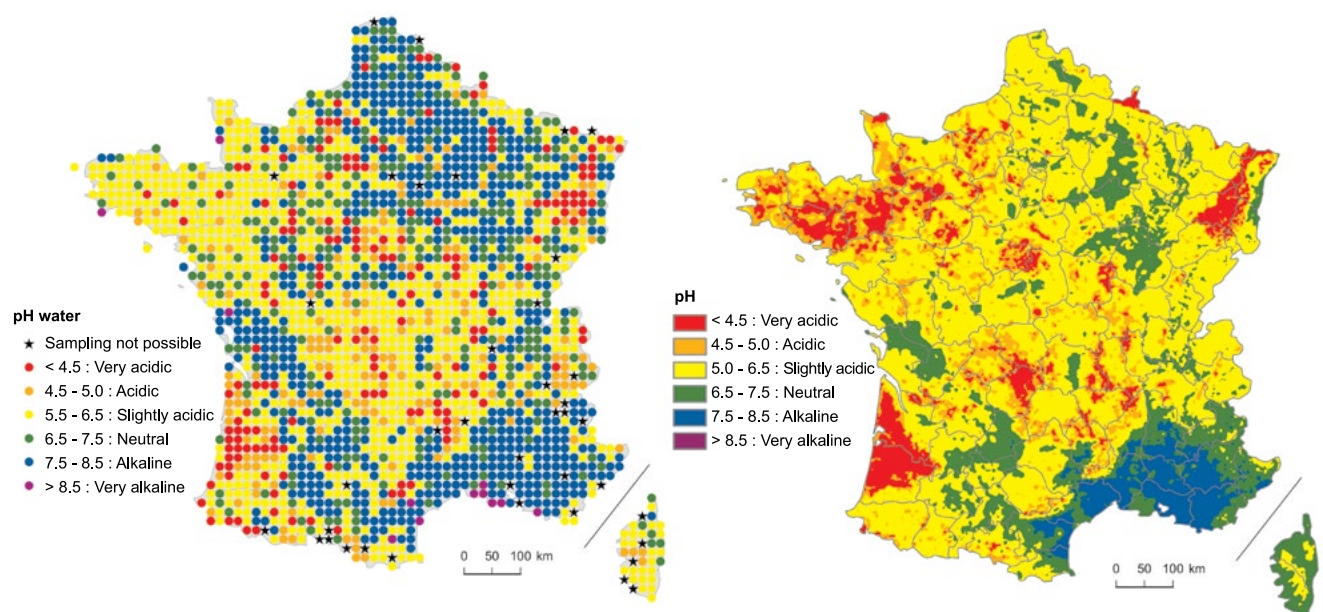 pH water
Sampling not possible
< 4.5 : Very acidic
4.5 - 5.0 : Acidic
5.5 - 6.5 : Slightly acidic
6.5 - 7.5 : Neutral
7.5 - 8.5 : Alkaline
> 8.5 : Very alkaline
0 50 100 km
pH
< 4.5 : Very acidic
4.5 - 5.0 : Acidic
5.0 - 6.5 : Slightly acidic
6.5 - 7.5 : Neutral
7.5 - 8.5 : Alkaline
> 8.5 : Very alkaline
0 50 100 km